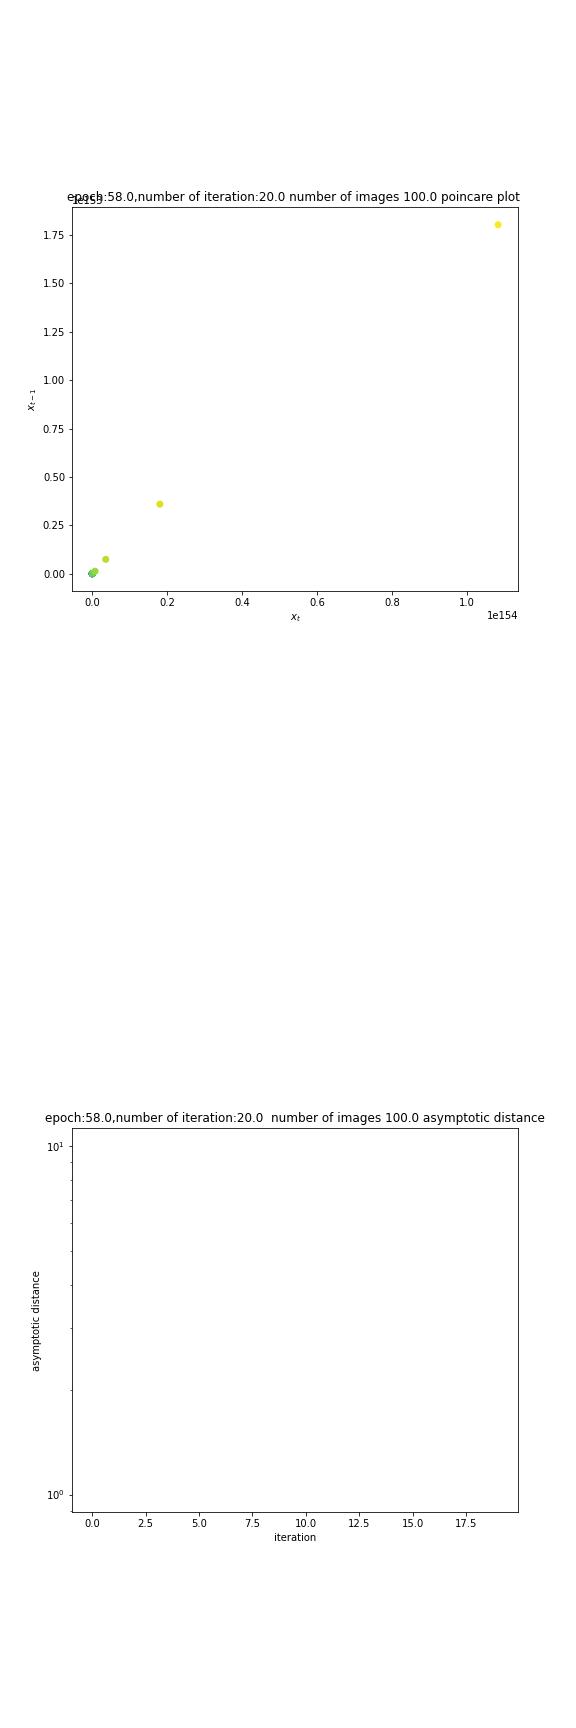 epoch:58.0,number of iteration:20.0 number of images 100.0 poincare plot
1e153
1.75
1.50
1.25
1.00
0.75
0.50
0.25
0.00
x_{t-1}
0.0 0.2 0.4 0.6 0.8 1.0
x_t
1e154
epoch:58.0,number of iteration:20.0  number of images 100.0 asymptotic distance
10^1
10^0
asymptotic distance
0.0 2.5 5.0 7.5 10.0 12.5 15.0 17.5
iteration